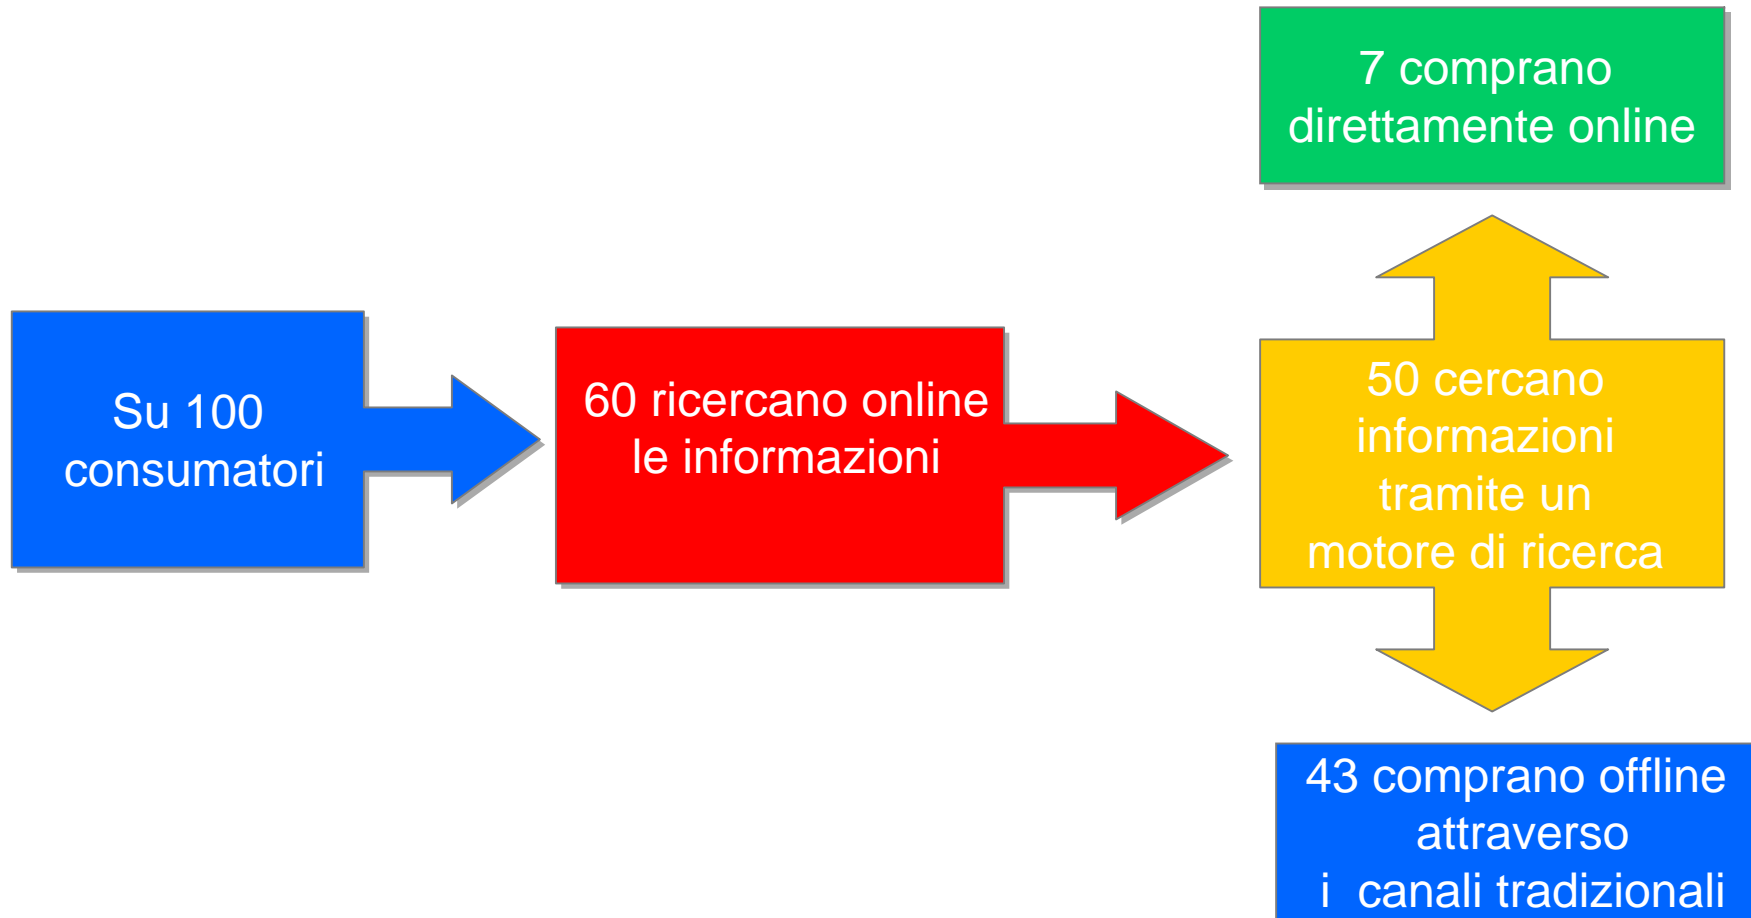 Su 100
consumatori
60 ricercano online
le informazioni
7 comprano
direttamente online
50 cercano
informazioni
tramite un
motore di ricerca
43 comprano offline
attraverso
i canali tradizionali